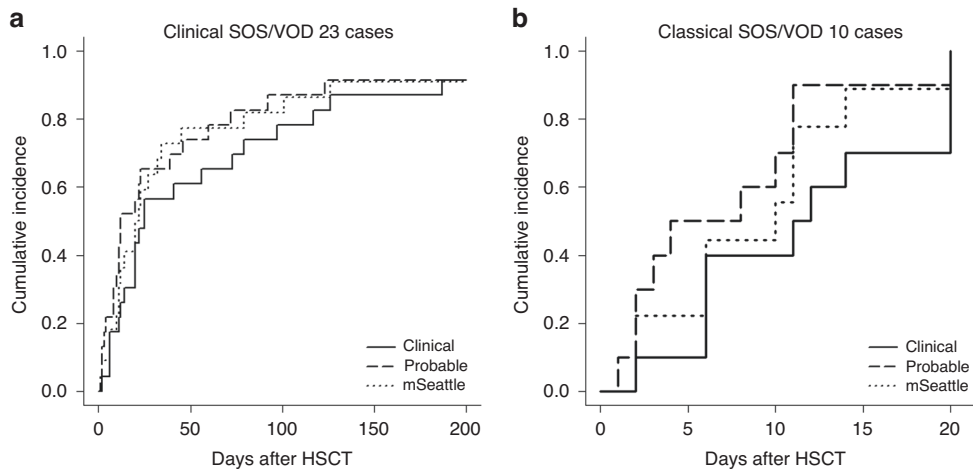 a
Clinical SOS/VOD 23 cases
1.0
0.8
0.6
0.4
0.2
0.0
Cumulative incidence
Clinical
Probable
mSeattle
0
50
100
150
200
Days after HSCT
b
Classical SOS/VOD 10 cases
1.0
0.8
0.6
0.4
0.2
0.0
Cumulative incidence
Clinical
Probable
mSeattle
0
5
10
15
20
Days after HSCT